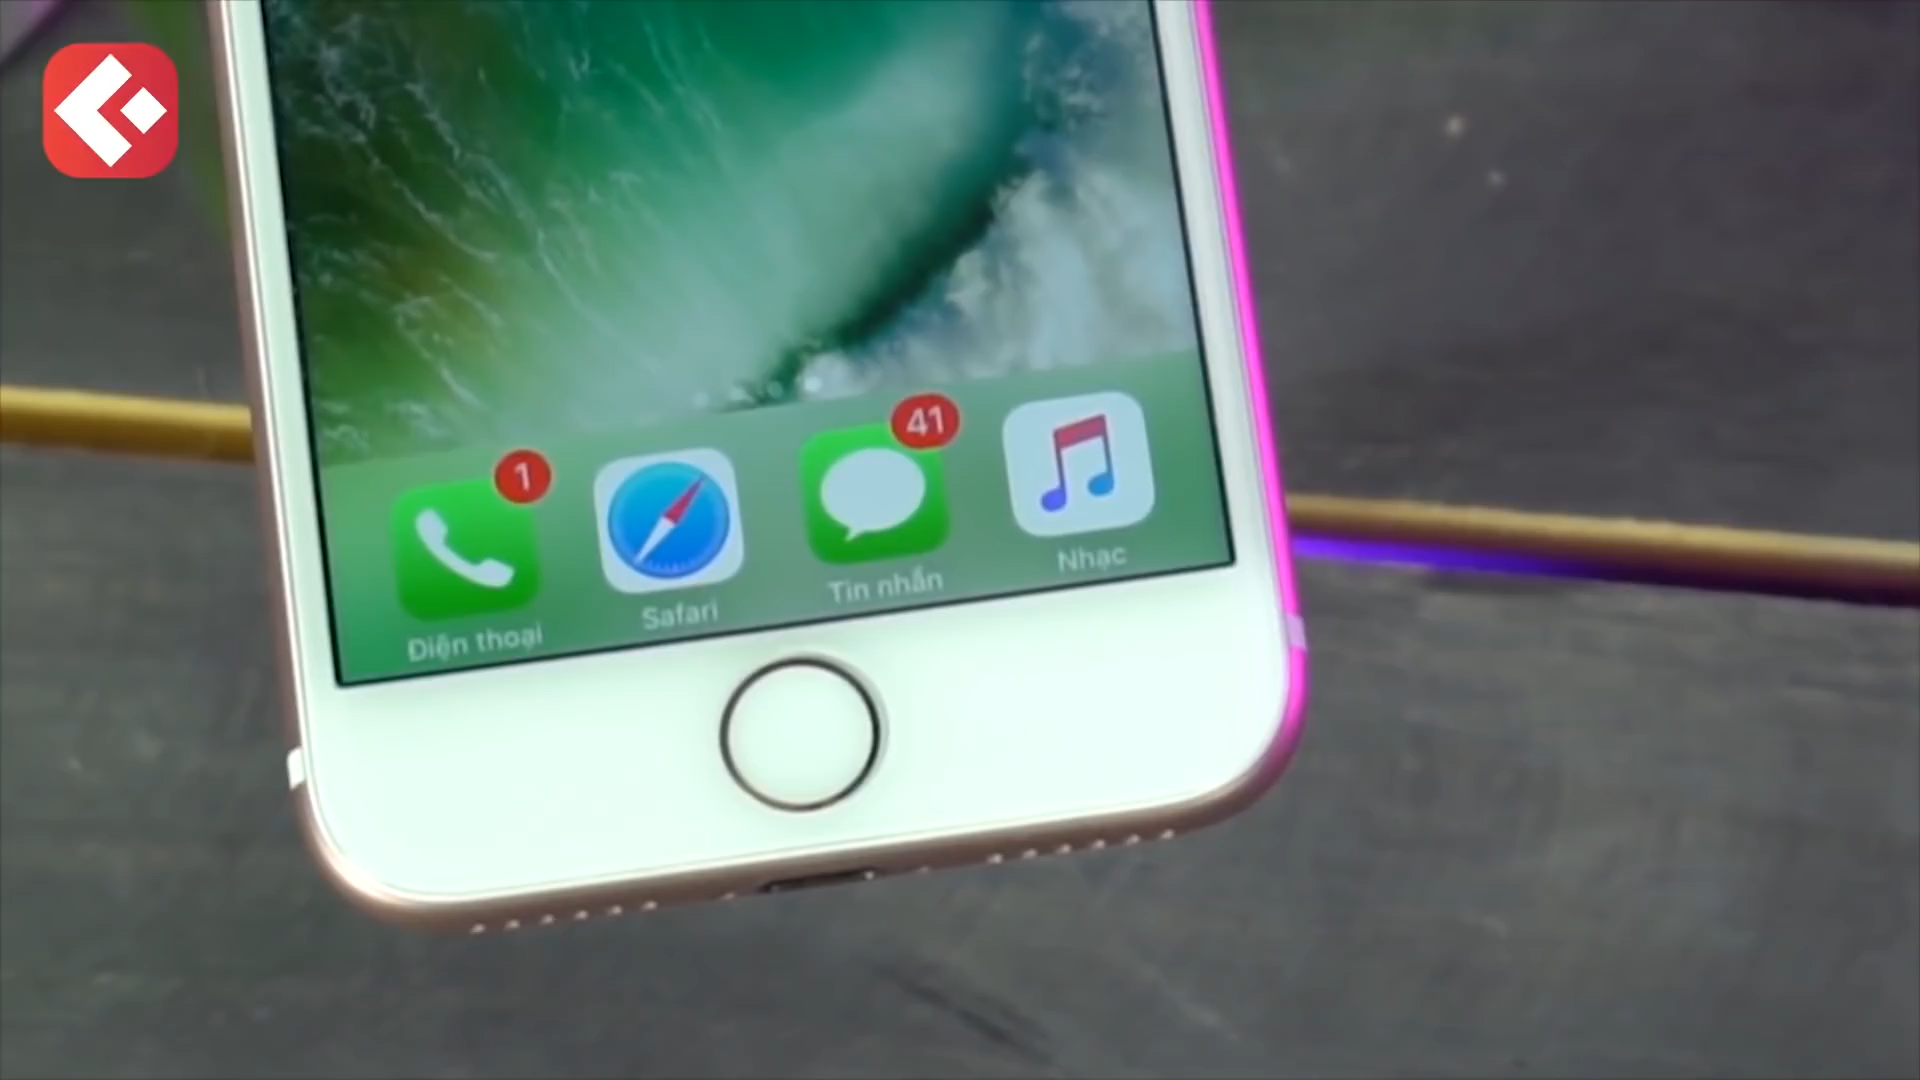 1
41
Điện thoại
Safari
Tin nhắn
Nhạc